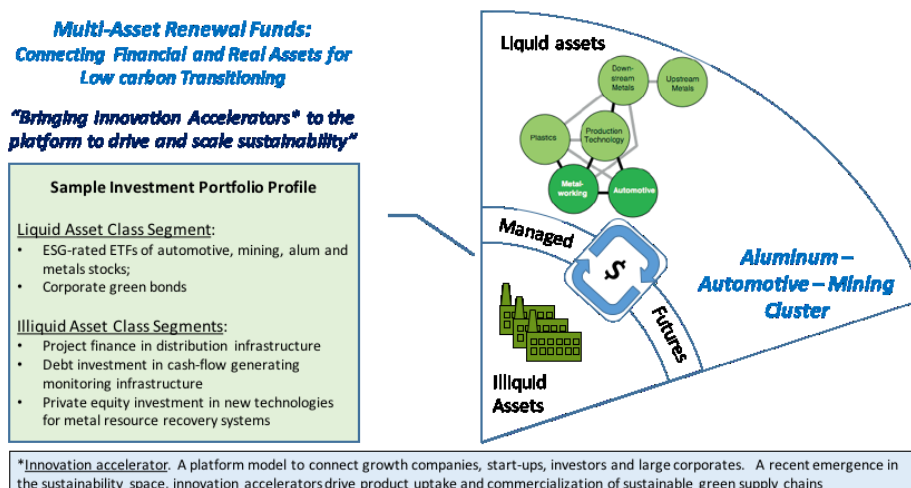 Multi-Asset Renewal Funds:
Connecting Financial and Real Assets for
Low carbon Transitioning
"Bringing Innovation Accelerators* to the
platform to drive and scale sustainability"
Sample Investment Portfolio Profile
Liquid Asset Class Segment:
• ESG-rated ETFs of automotive, mining, alum and
metals stocks;
• Corporate green bonds
Illiquid Asset Class Segments:
• Project finance in distribution infrastructure
• Debt investment in cash-flow generating
monitoring infrastructure
• Private equity investment in new technologies
for metal resource recovery systems
Liquid assets
Down-
stream
Metals
Upstream
Metals
Plastics
Production
Technology
Metal-
working
Automotive
Managed
$
Futures
Illiquid
Assets
Aluminum –
Automotive – Mining
Cluster
*Innovation accelerator. A platform model to connect growth companies, start-ups, investors and large corporates. A recent emergence in
the sustainability space, innovation accelerators drive product uptake and commercialization of sustainable green supply chains